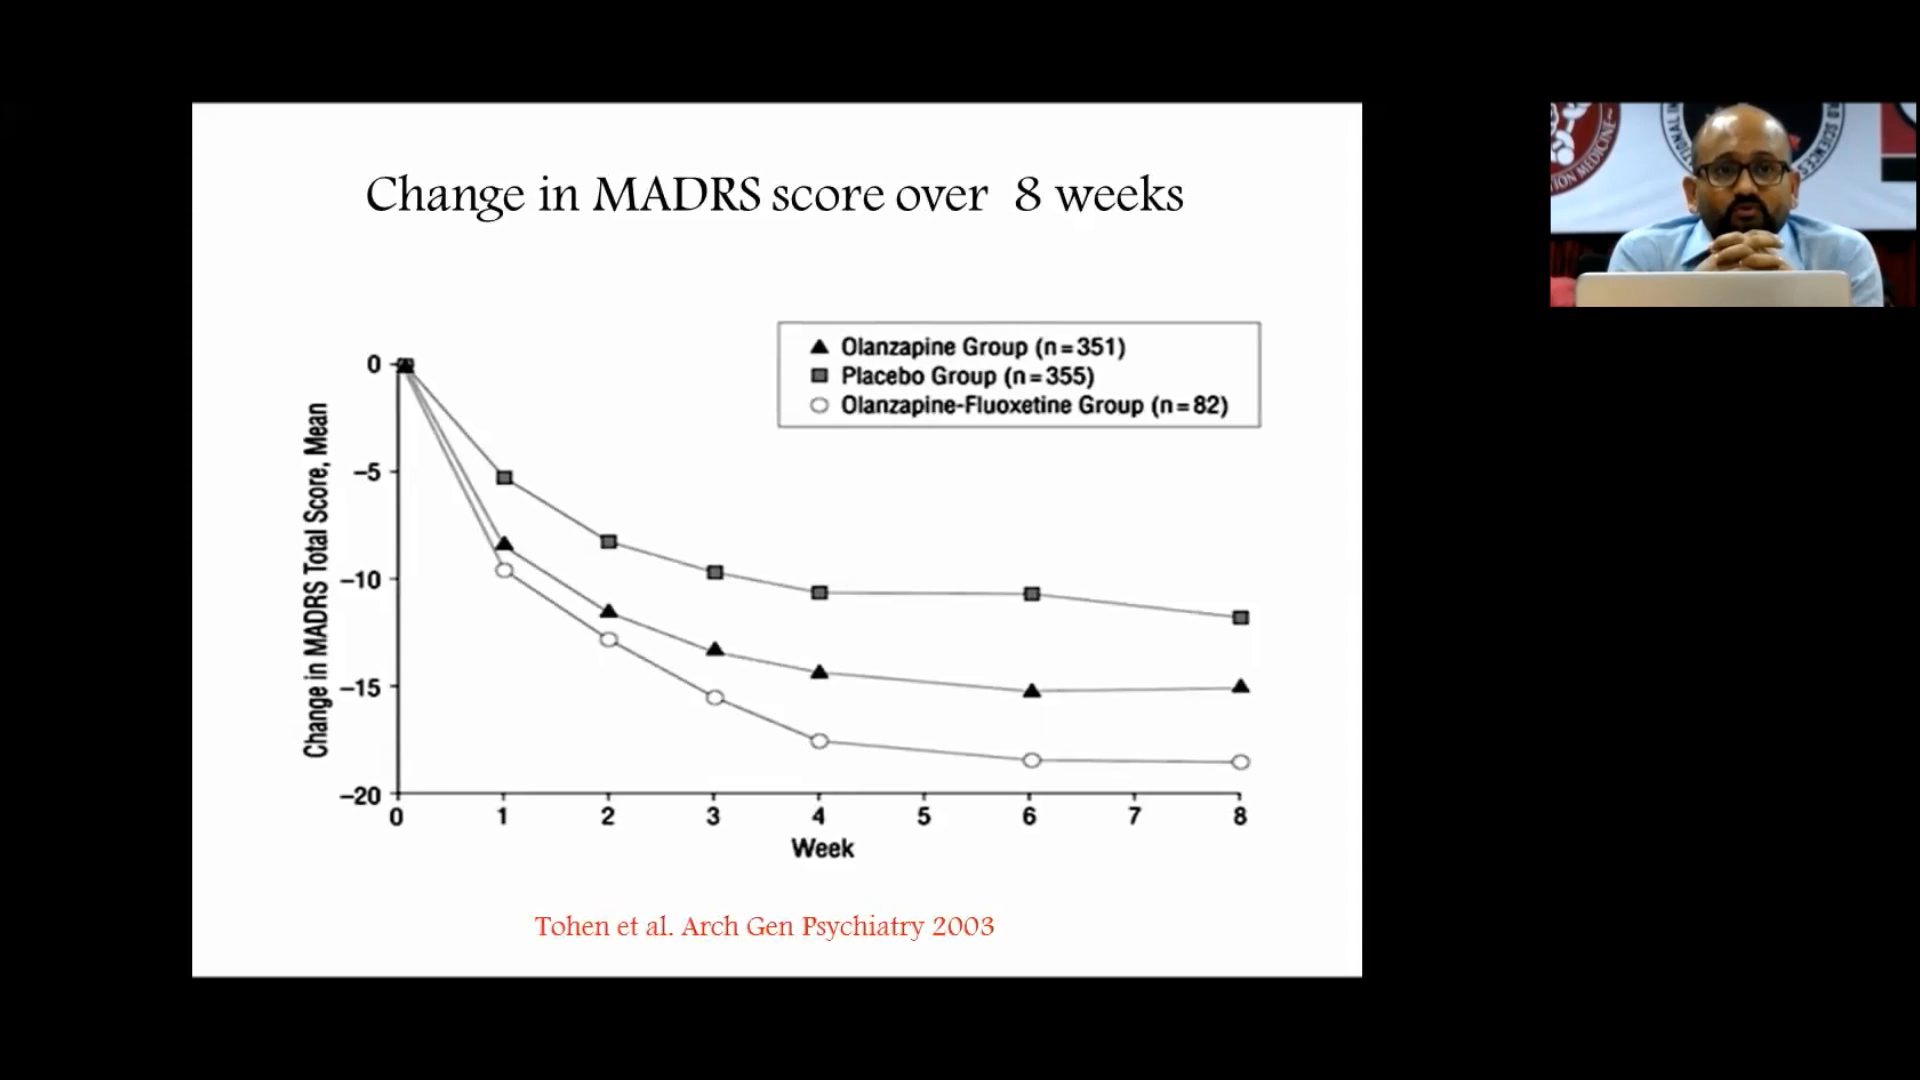 Change in MADRS score over 8 weeks
Olanzapine Group (n=351)
Placebo Group (n=355)
Olanzapine-Fluoxetine Group (n=82)
Change in MADRS Total Score, Mean
0
–5
–10
–15
–20
0 1 2 3 4 5 6 7 8
Week
Tohen et al. Arch Gen Psychiatry 2003
ION MEDICINE